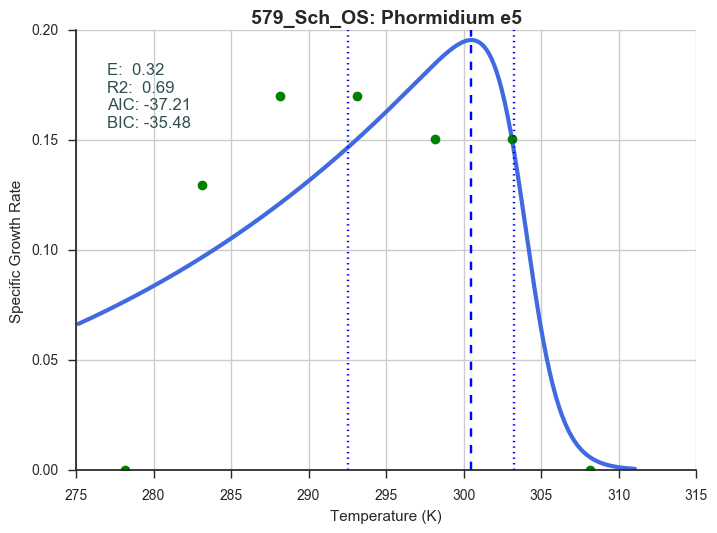 579_Sch_OS: Phormidium e5
E:  0.32
R2:  0.69
AIC: -37.21
BIC: -35.48
Specific Growth Rate
0.20
0.15
0.10
0.05
0.00
275 280 285 290 295 300 305 310 315
Temperature (K)